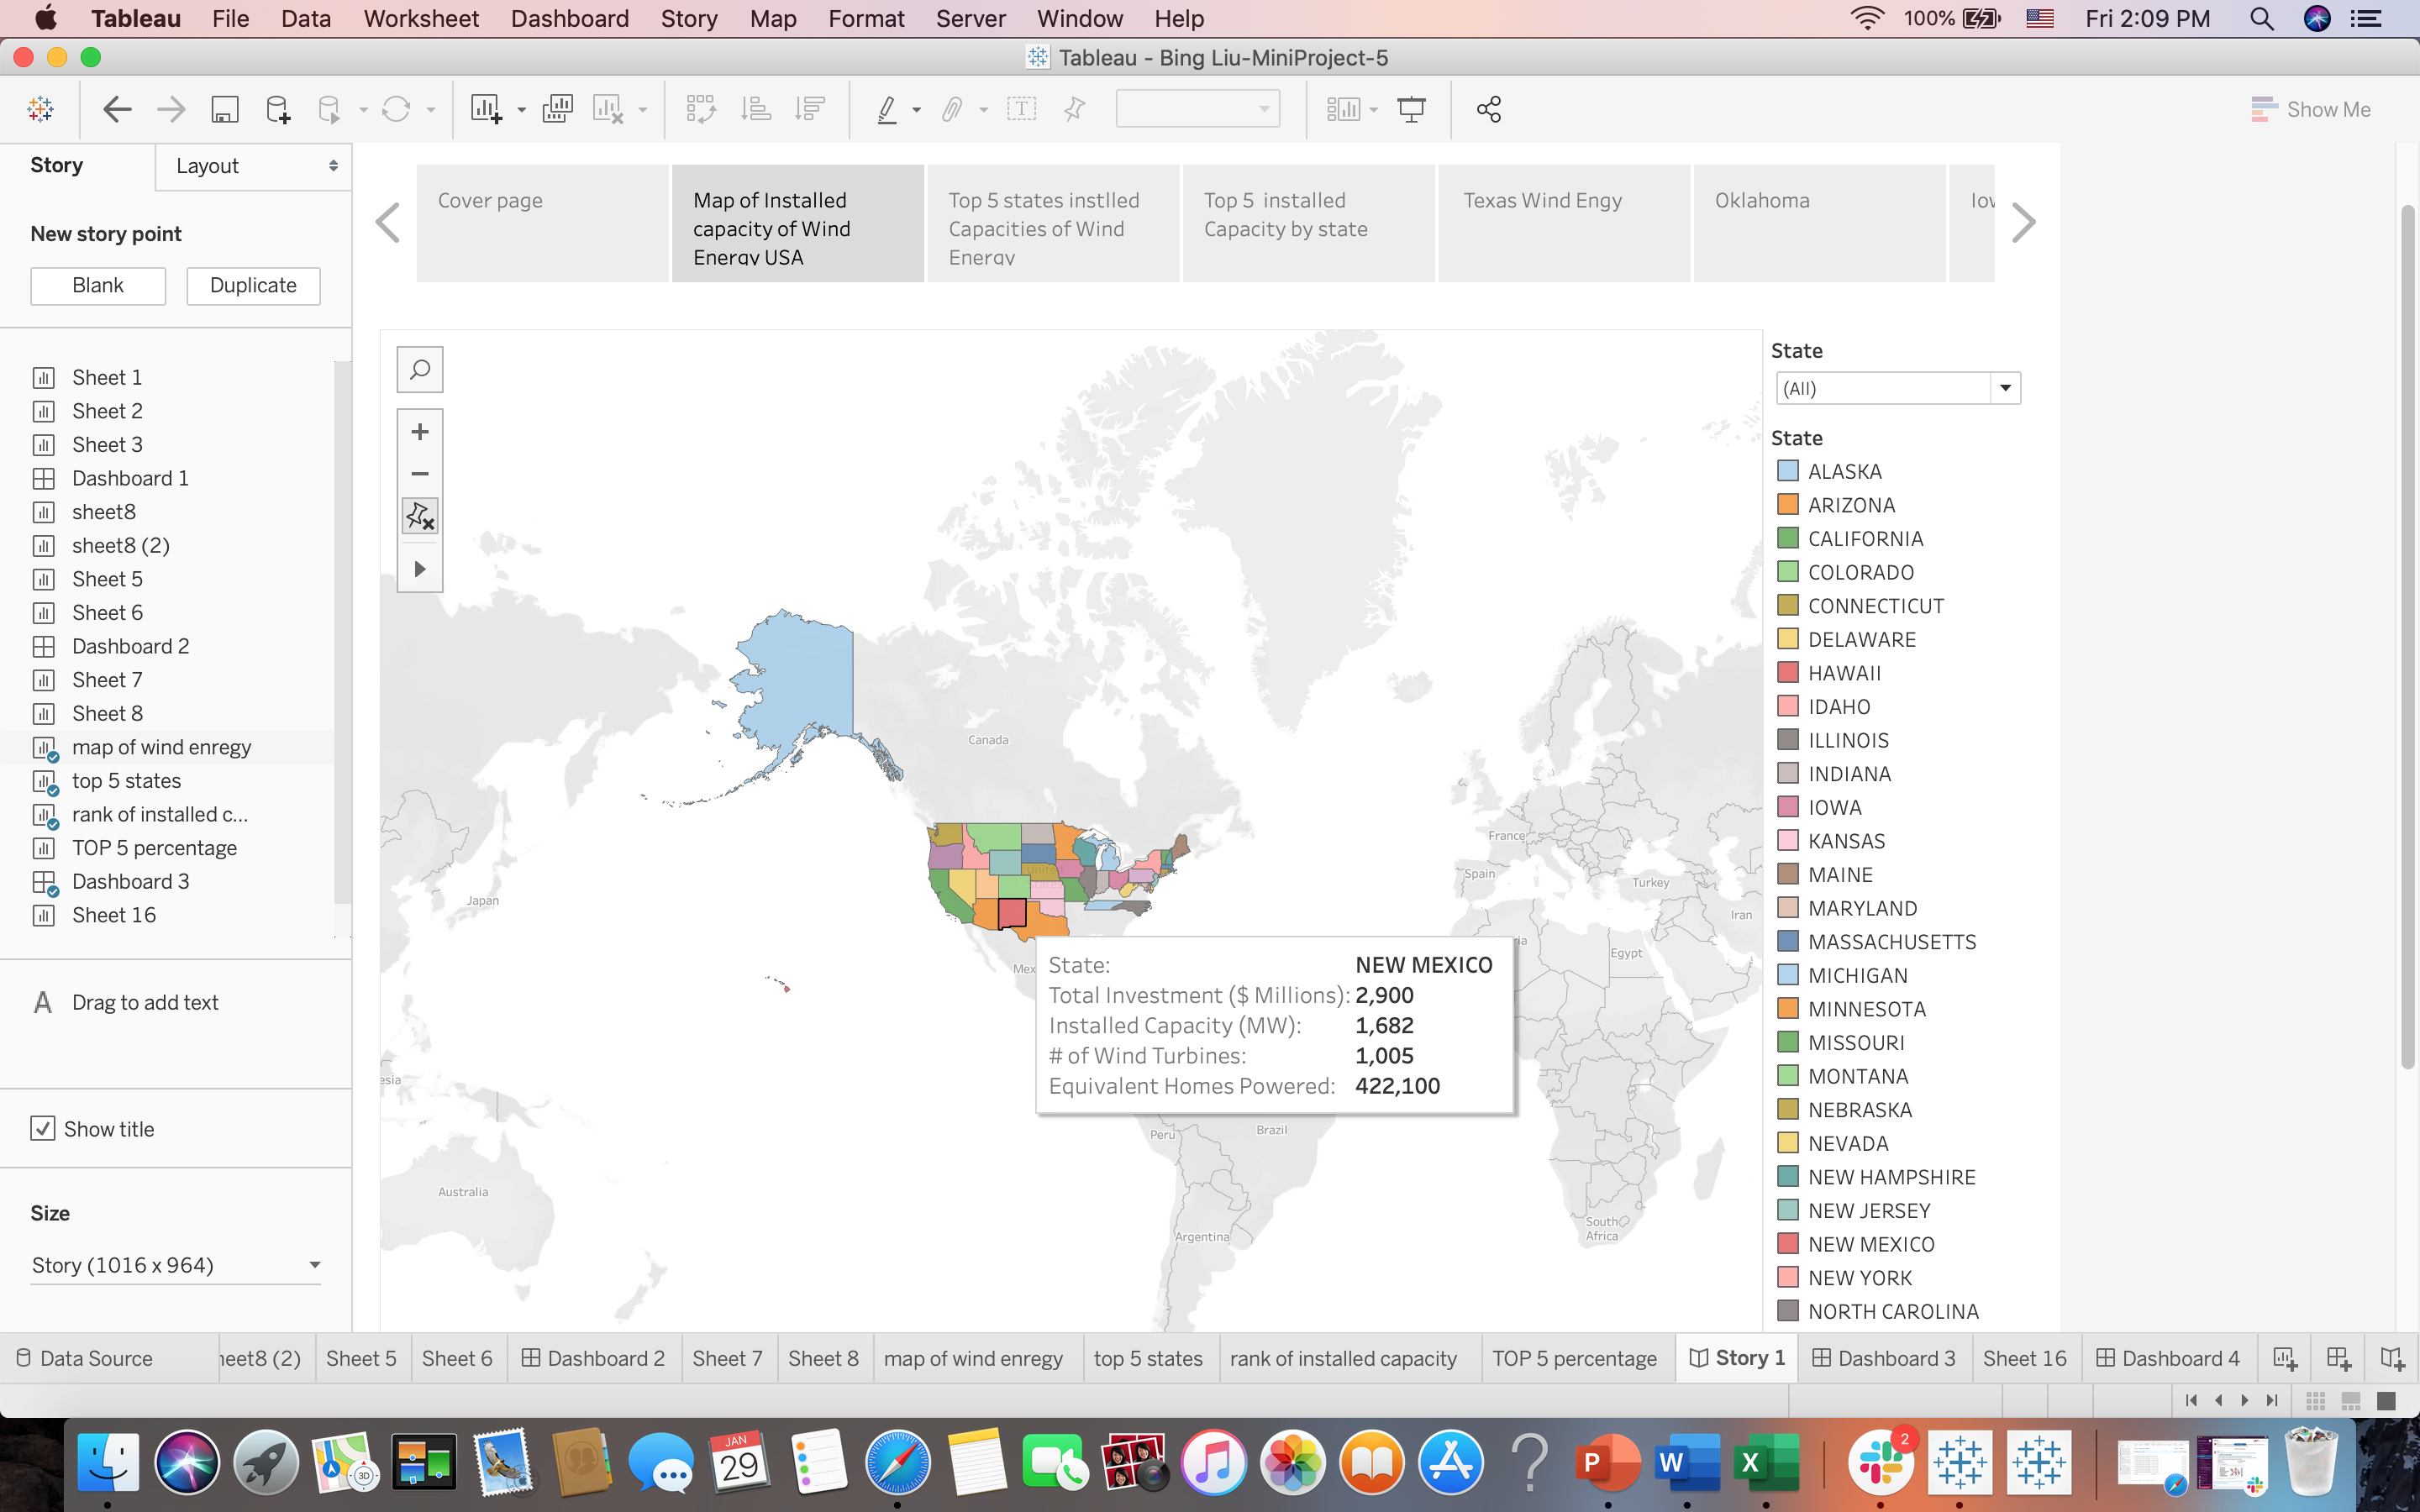 Tableau File Data Worksheet Dashboard Story Map Format Server Window Help 100% Fri 2:09 PM
Tableau - Bing Liu-MiniProject-5
Show Me
Story Layout
New story point
Blank Duplicate
Sheet 1
Sheet 2
Sheet 3
Dashboard 1
sheet8
sheet8 (2)
Sheet 5
Sheet 6
Dashboard 2
Sheet 7
Sheet 8
map of wind enregy
top 5 states
rank of installed c...
TOP 5 percentage
Dashboard 3
Sheet 16
A Drag to add text
Show title
Size
Story (1016 x 964)
Cover page
Map of Installed
capacity of Wind
Energy USA
Top 5 states instlled
Capacities of Wind
Energy
Top 5 installed
Capacity by state
Texas Wind Engy
Oklahoma
Iow
Canada
United
States
Japan
France
Spain
Turkey
Iran
Egypt
ia
Mex
esia
Peru
Brazil
Australia
Argentina
South
Africa
State: NEW MEXICO
Total Investment ($ Millions): 2,900
Installed Capacity (MW): 1,682
# of Wind Turbines: 1,005
Equivalent Homes Powered: 422,100
State
(All)
State
ALASKA
ARIZONA
CALIFORNIA
COLORADO
CONNECTICUT
DELAWARE
HAWAII
IDAHO
ILLINOIS
INDIANA
IOWA
KANSAS
MAINE
MARYLAND
MASSACHUSETTS
MICHIGAN
MINNESOTA
MISSOURI
MONTANA
NEBRASKA
NEVADA
NEW HAMPSHIRE
NEW JERSEY
NEW MEXICO
NEW YORK
NORTH CAROLINA
Data Source heet8 (2) Sheet 5 Sheet 6 Dashboard 2 Sheet 7 Sheet 8 map of wind enregy top 5 states rank of installed capacity TOP 5 percentage Story 1 Dashboard 3 Sheet 16 Dashboard 4
3D
JAN
29
P
W
X
2